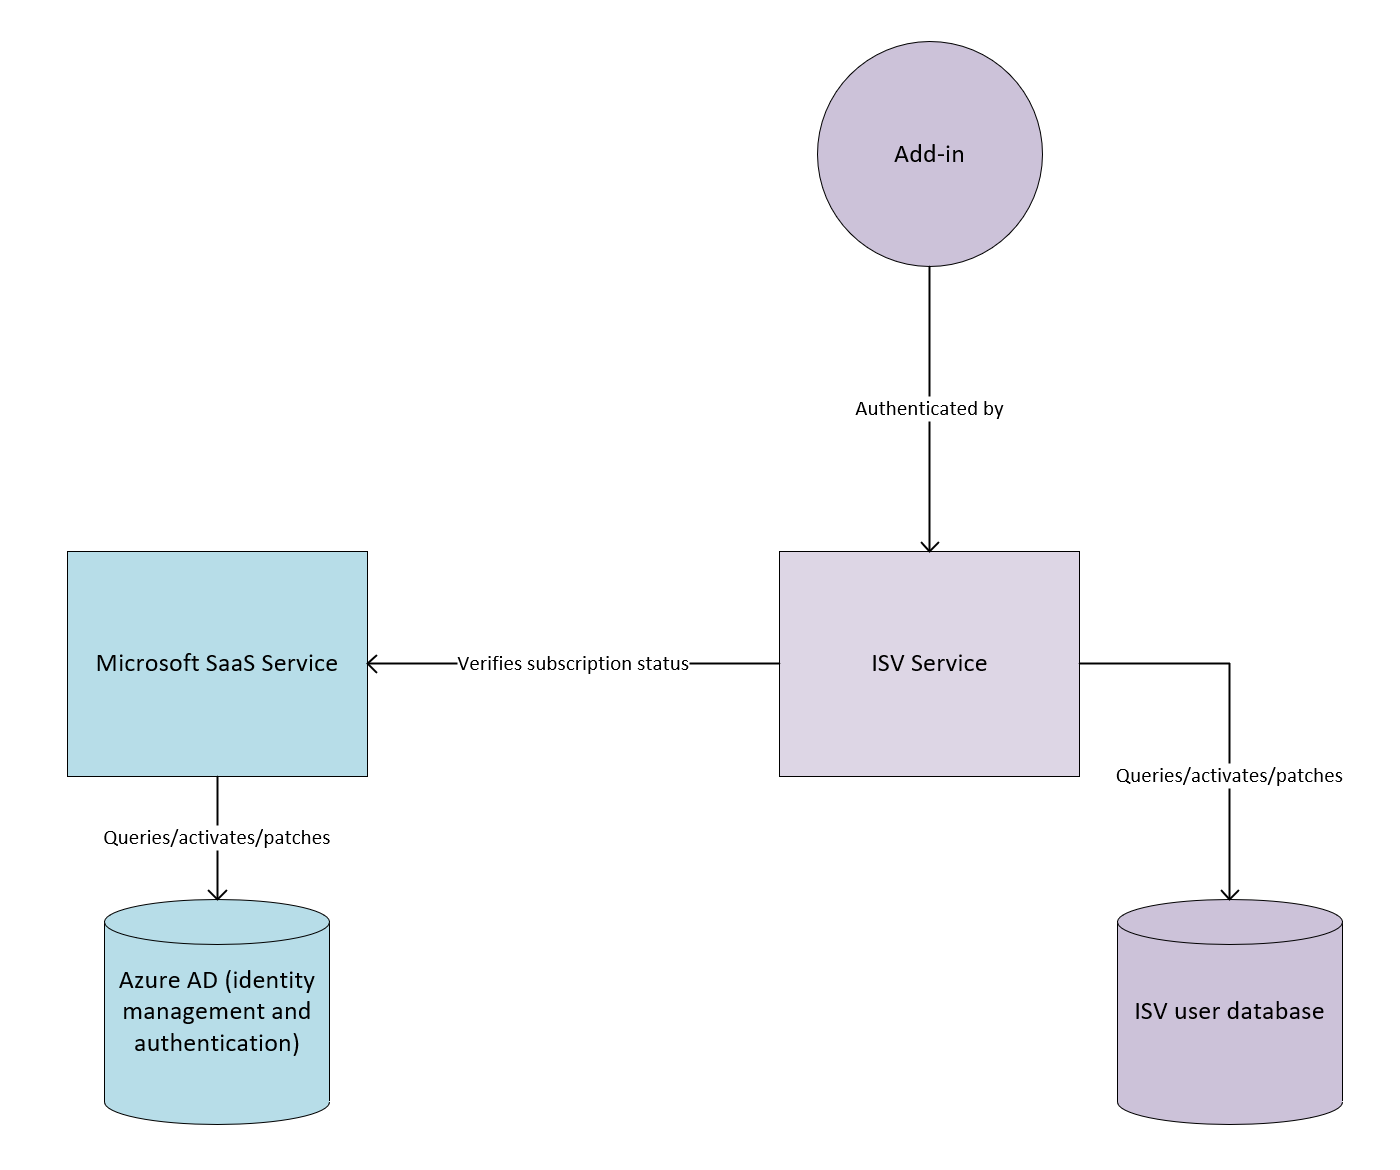 Add-in
Authenticated by
Microsoft SaaS Service
Verifies subscription status
ISV Service
Queries/activates/patches
Queries/activates/patches
Azure AD (identity
management and
authentication)
ISV user database